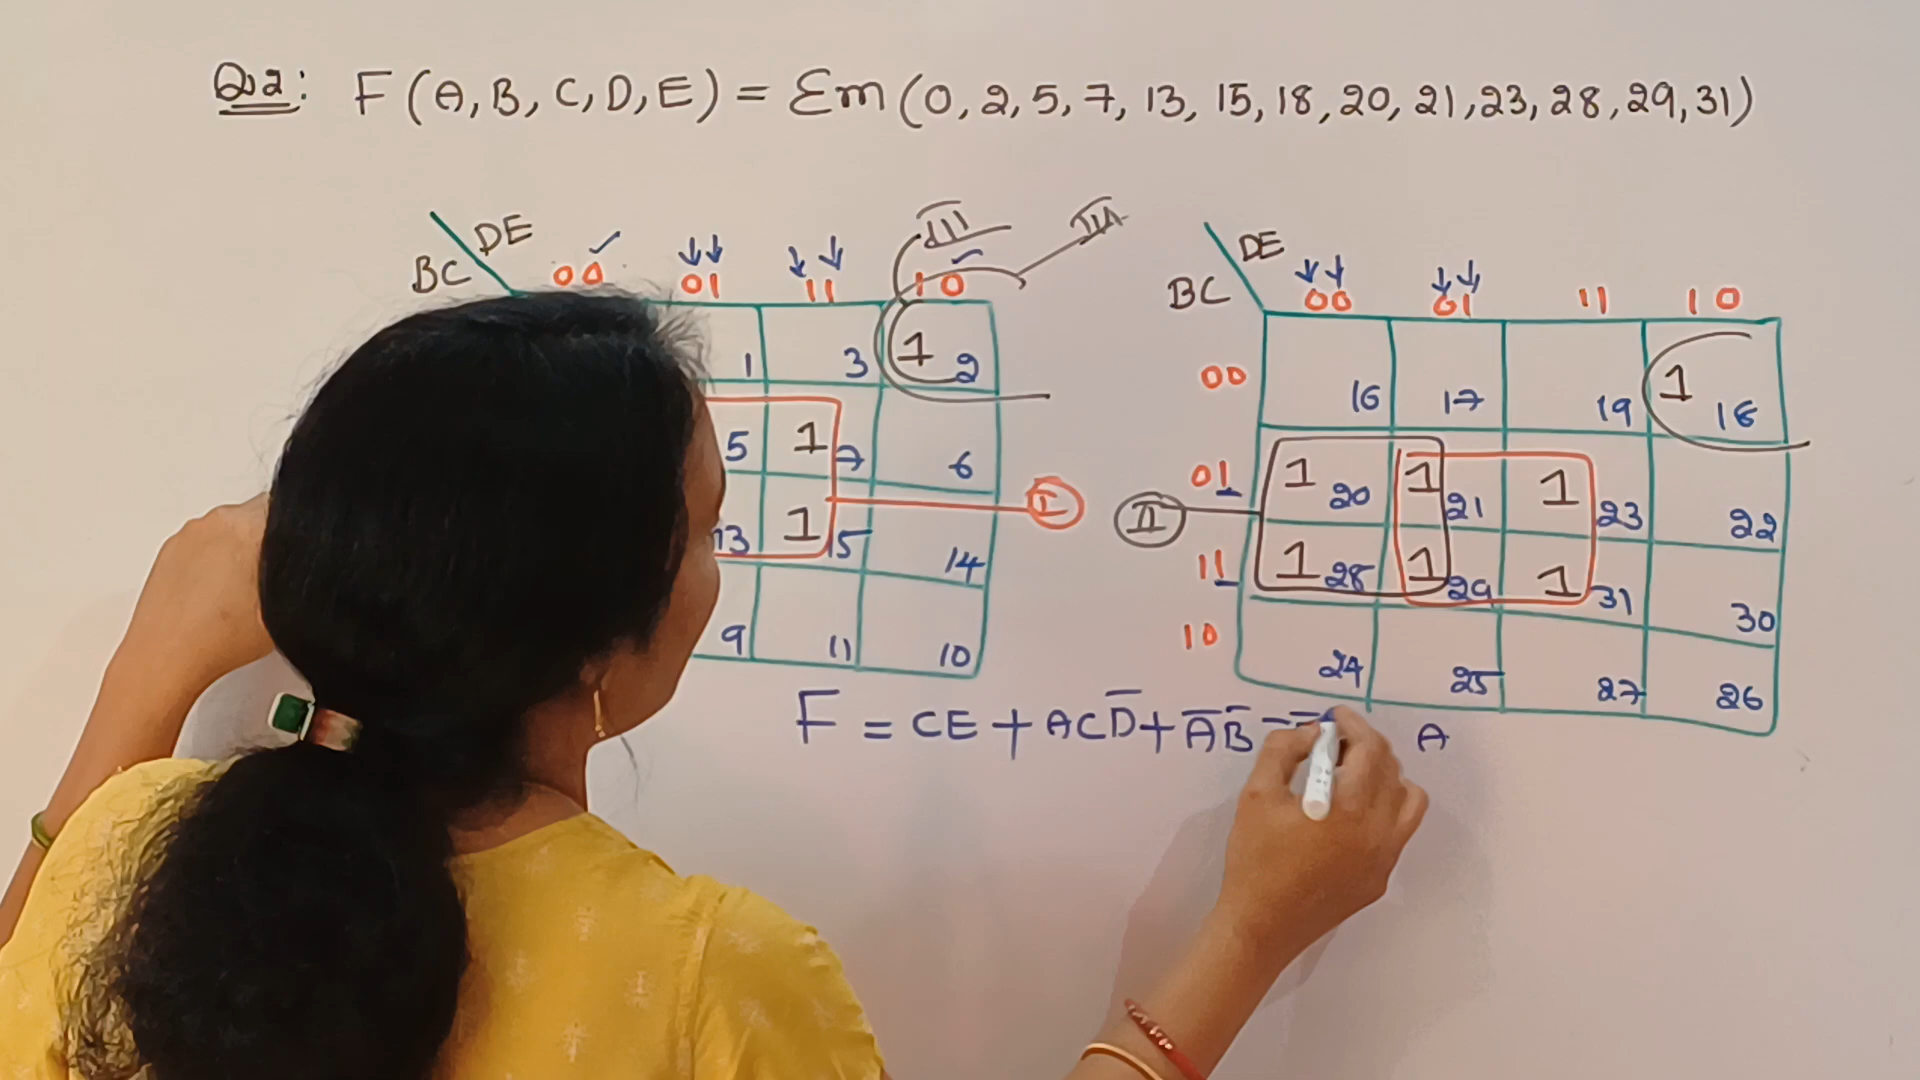 Q2: F(A,B,C,D,E) = Σm(0,2,5,7,13,15,18,20,21,23,28,29,31)
DE III III DE
BC 00 01 11 10 BC 00 01 11 10
1 3 1 2 00 16 17 19 1 18
5 1 7 6 I II 01 1 20 1 21 1 23 22
13 1 15 14 11 1 28 1 29 1 31 30
9 11 10 10 24 25 27 26
F = CE + ACD̅ + A̅B̅ A